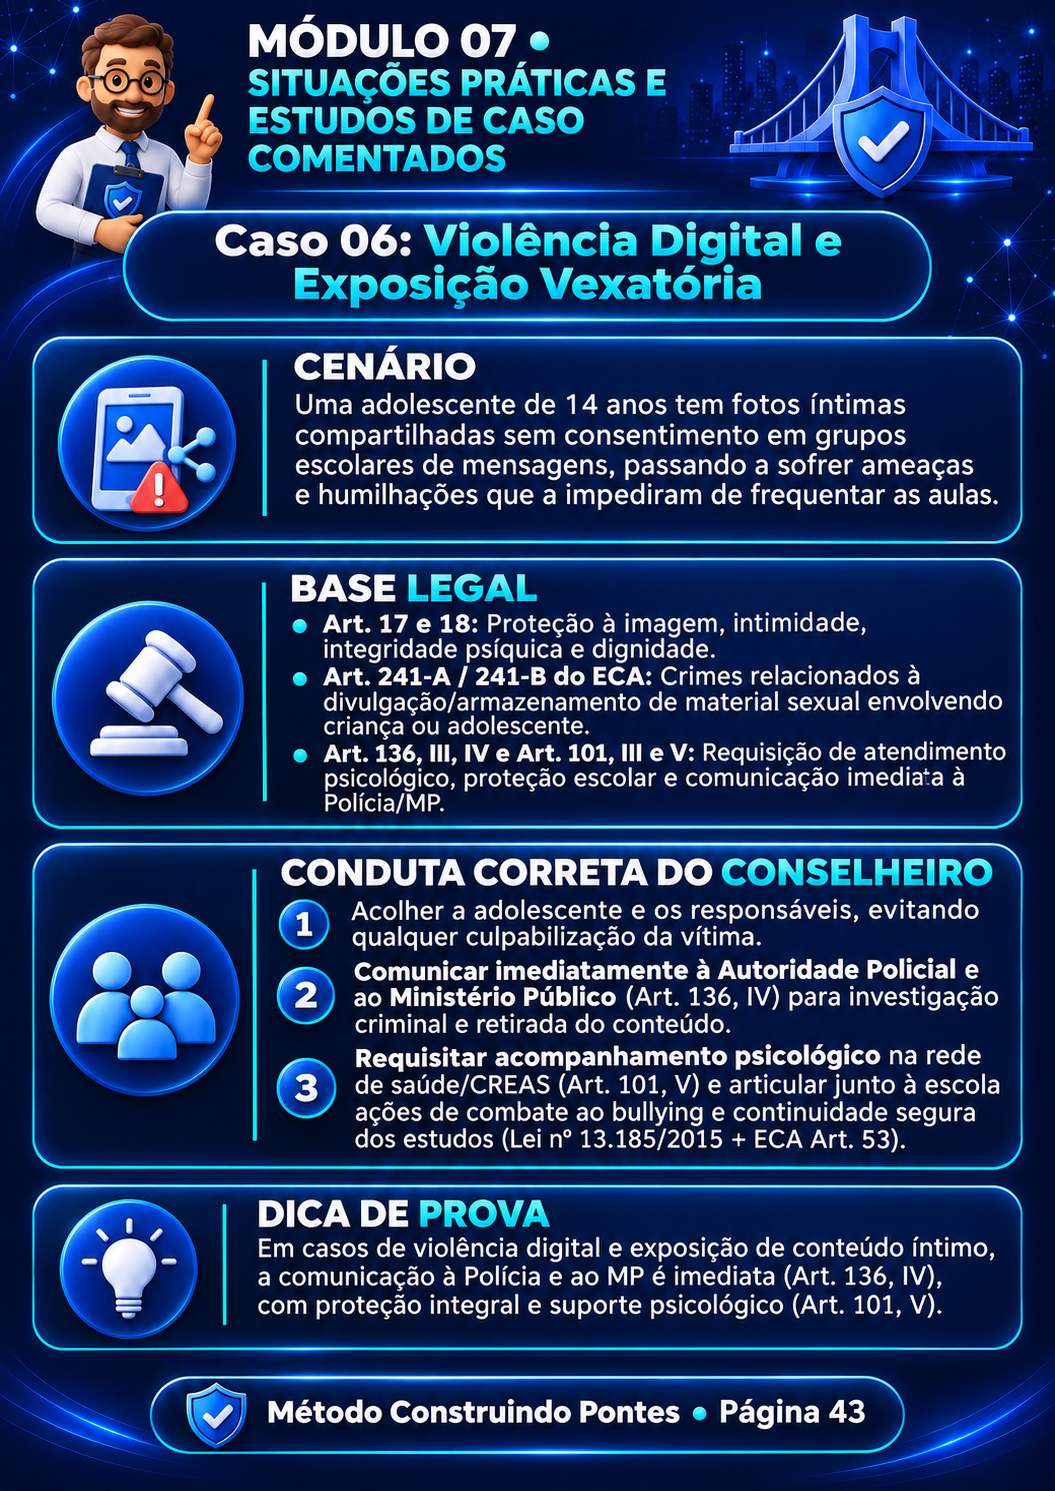 MÓDULO 07 •
SITUAÇÕES PRÁTICAS E
ESTUDOS DE CASO
COMENTADOS
Caso 06: Violência Digital e
Exposição Vexatória
CENÁRIO
Uma adolescente de 14 anos tem fotos íntimas
compartilhadas sem consentimento em grupos
escolares de mensagens, passando a sofrer ameaças
e humilhações que a impediram de frequentar as aulas.
BASE LEGAL
• Art. 17 e 18: Proteção à imagem, intimidade,
integridade psíquica e dignidade.
• Art. 241-A / 241-B do ECA: Crimes relacionados à
divulgação/armazenamento de material sexual envolvendo
criança ou adolescente.
• Art. 136, III, IV e Art. 101, III e V: Requisição de atendimento
psicológico, proteção escolar e comunicação imediata à
Polícia/MP.
CONDUTA CORRETA DO CONSELHEIRO
1 Acolher a adolescente e os responsáveis, evitando
qualquer culpabilização da vítima.
2 Comunicar imediatamente à Autoridade Policial e
ao Ministério Público (Art. 136, IV) para investigação
criminal e retirada do conteúdo.
3 Requisitar acompanhamento psicológico na rede
de saúde/CREAS (Art. 101, V) e articular junto à escola
ações de combate ao bullying e continuidade segura
dos estudos (Lei nº 13.185/2015 + ECA Art. 53).
DICA DE PROVA
Em casos de violência digital e exposição de conteúdo íntimo,
a comunicação à Polícia e ao MP é imediata (Art. 136, IV),
com proteção integral e suporte psicológico (Art. 101, V).
Método Construindo Pontes • Página 43